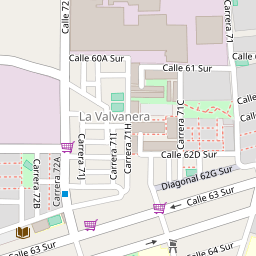 Calle 72
Carrera 71
Calle 60A Sur
Calle 61 Sur
La Valvanera
Carrera 71J
Carrera 71I
Carrera 71H
Carrera 71C
Calle 62D Sur
Carrera 72B
Carrera 72A
Diagonal 62G Sur
Calle 63 Sur
Calle 64 Sur
Calle 63